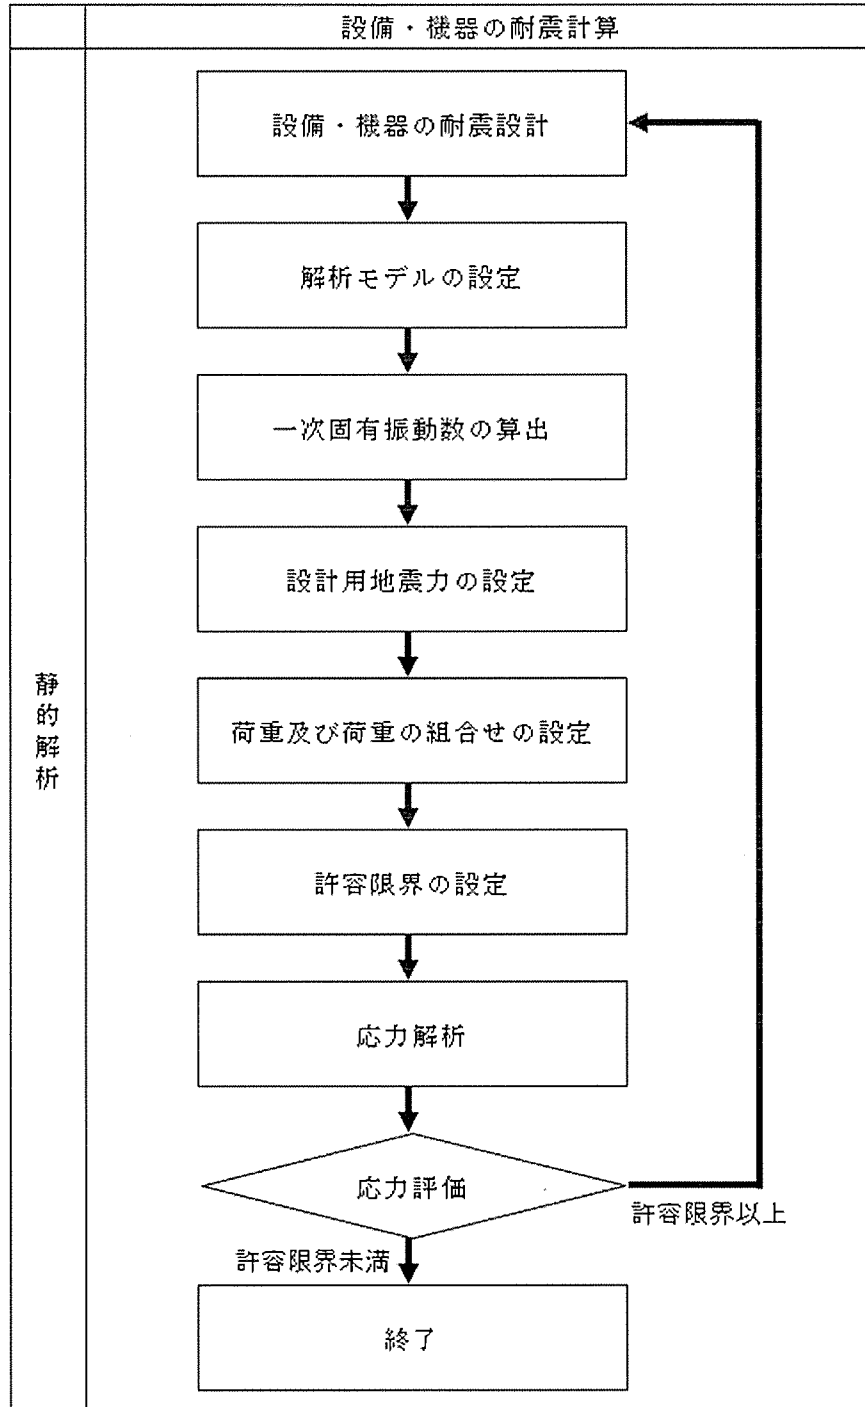 設備・機器の耐震計算
静的解析
設備・機器の耐震設計
解析モデルの設定
一次固有振動数の算出
設計用地震力の設定
荷重及び荷重の組合せの設定
許容限界の設定
応力解析
応力評価
許容限界以上
許容限界未満
終了